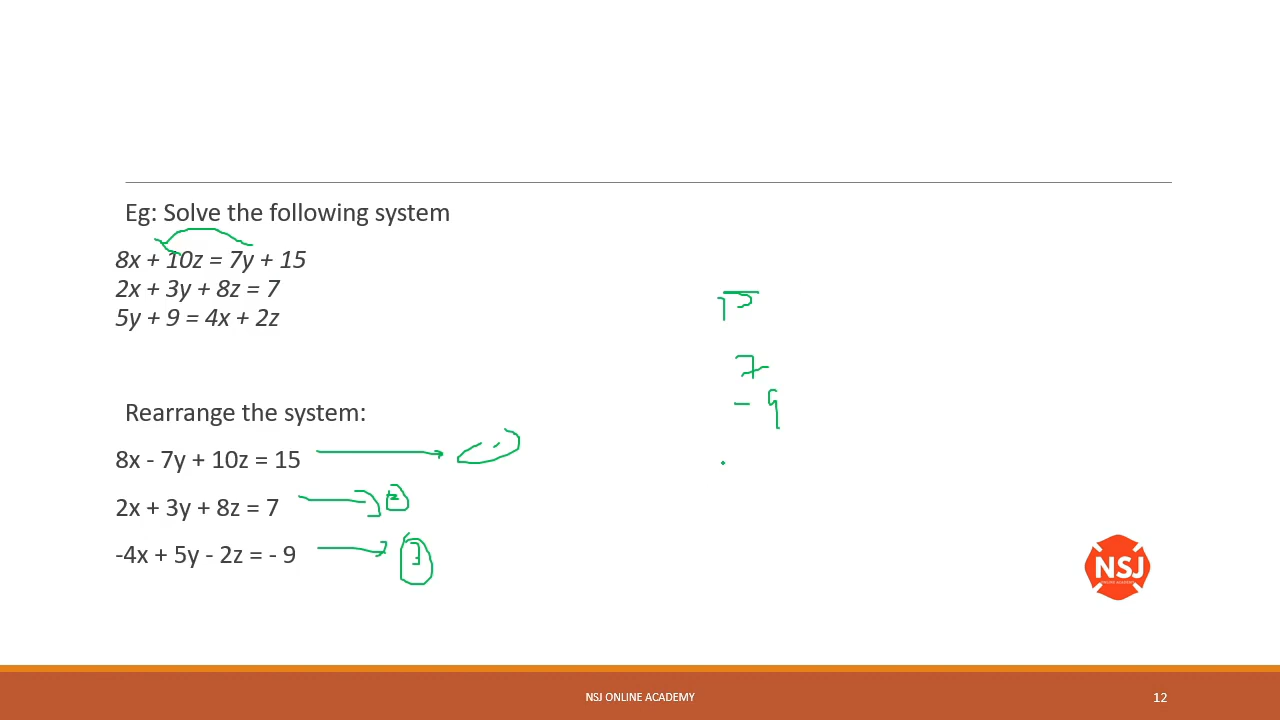 Eg: Solve the following system
8x + 10z = 7y + 15
2x + 3y + 8z = 7
5y + 9 = 4x + 2z
15
7
- 9
Rearrange the system:
8x - 7y + 10z = 15
2x + 3y + 8z = 7 2
-4x + 5y - 2z = - 9 3
NSJ
NSJ ONLINE ACADEMY
12